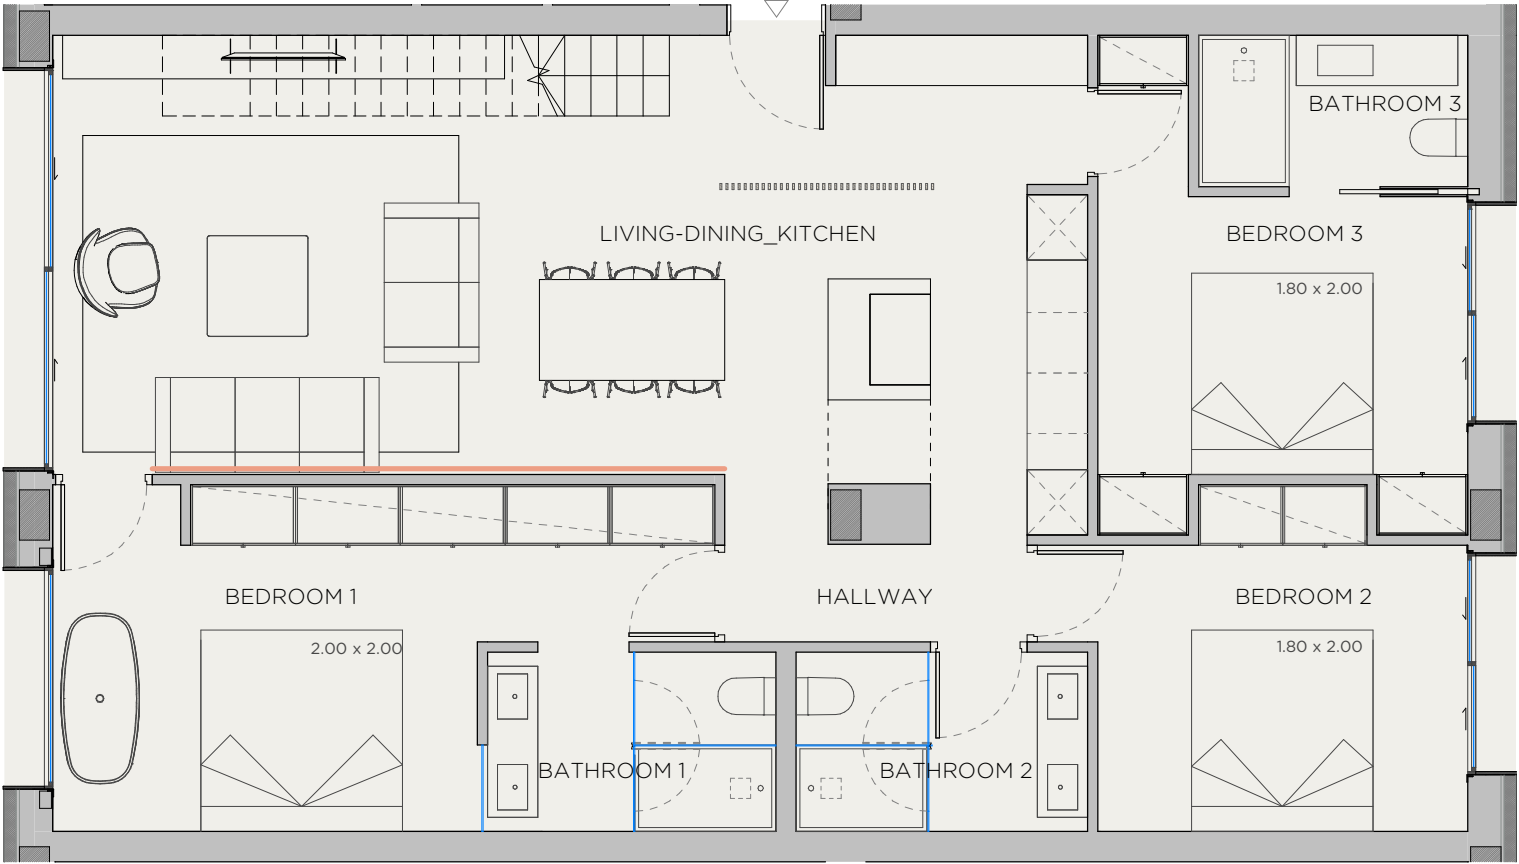 BATHROOM 3
LIVING-DINING_KITCHEN
BEDROOM 3
1.80 x 2.00
BEDROOM 1
HALLWAY
BEDROOM 2
2.00 x 2.00
1.80 x 2.00
BATHROOM 1
BATHROOM 2